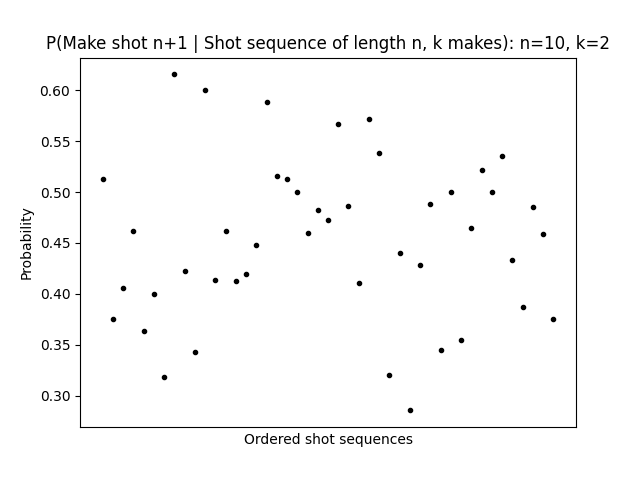 P(Make shot n+1 | Shot sequence of length n, k makes): n=10, k=2
0.60
0.55
0.50
0.45
0.40
0.35
0.30
Probability
Ordered shot sequences